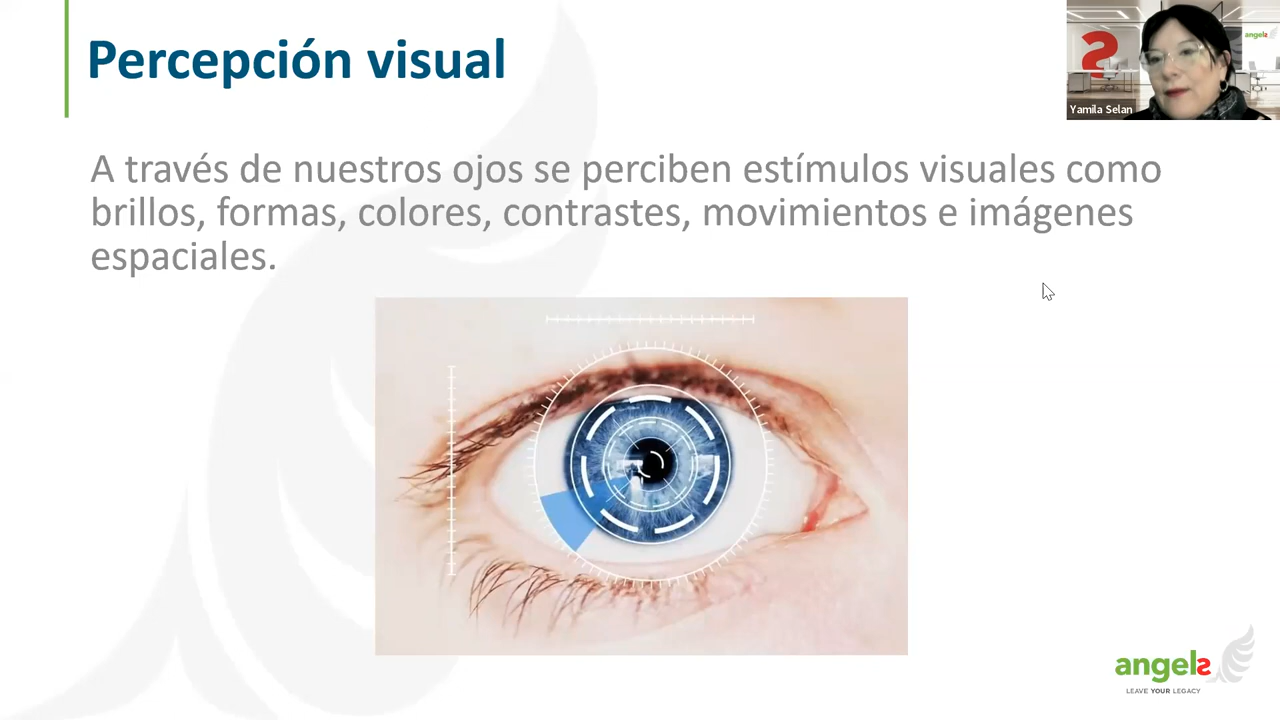 Percepción visual
A través de nuestros ojos se perciben estímulos visuales como
brillos, formas, colores, contrastes, movimientos e imágenes
espaciales.
angels
Yamila Selan
angels
LEAVE YOUR LEGACY